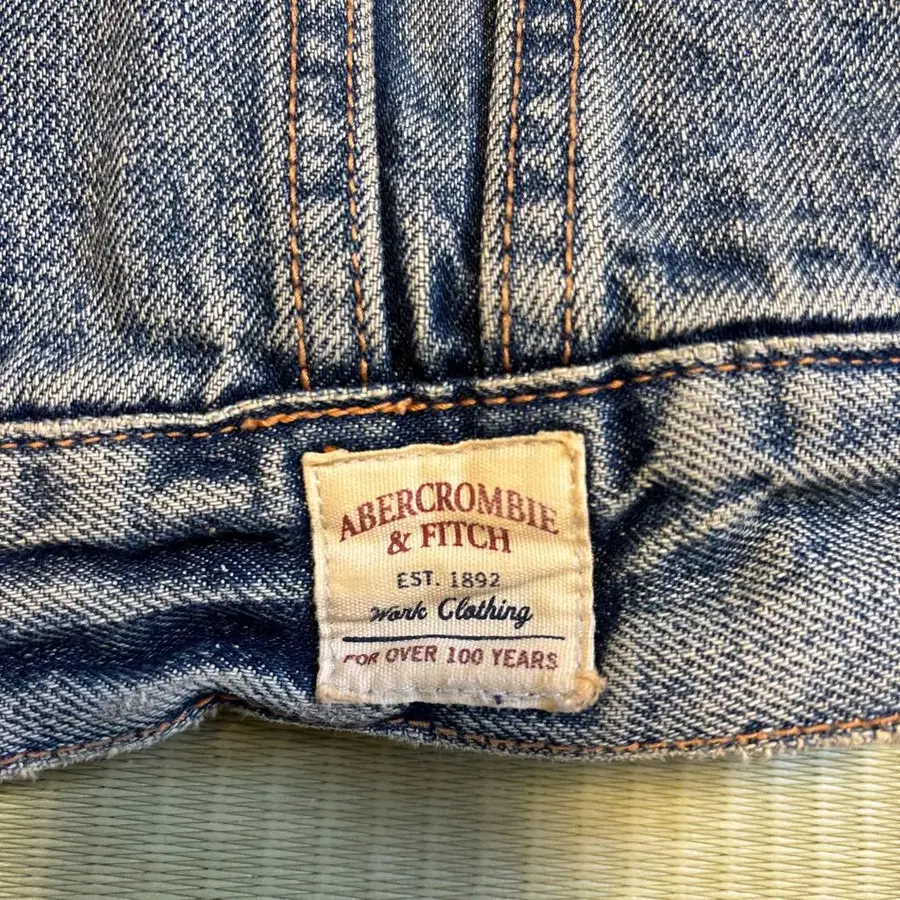 ABERCROMBIE
& FITCH
EST. 1892
Work Clothing
FOR OVER 100 YEARS